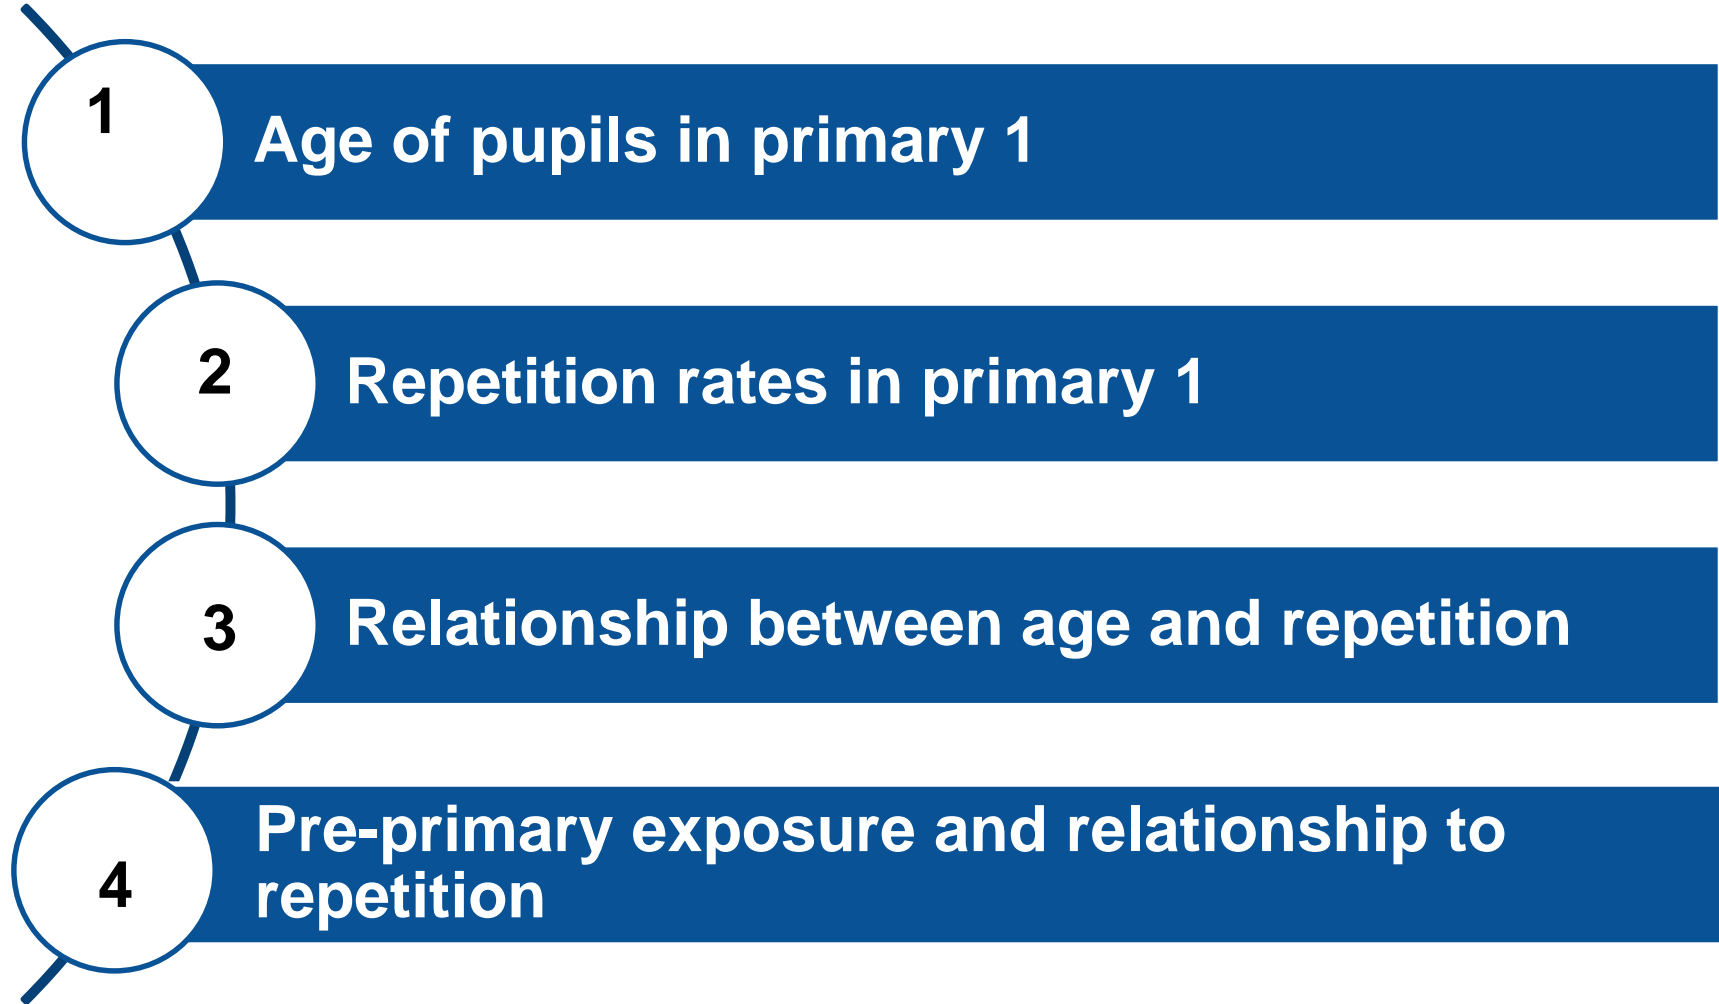 1
Age of pupils in primary 1
2
Repetition rates in primary 1
3
Relationship between age and repetition
4
Pre-primary exposure and relationship to
repetition